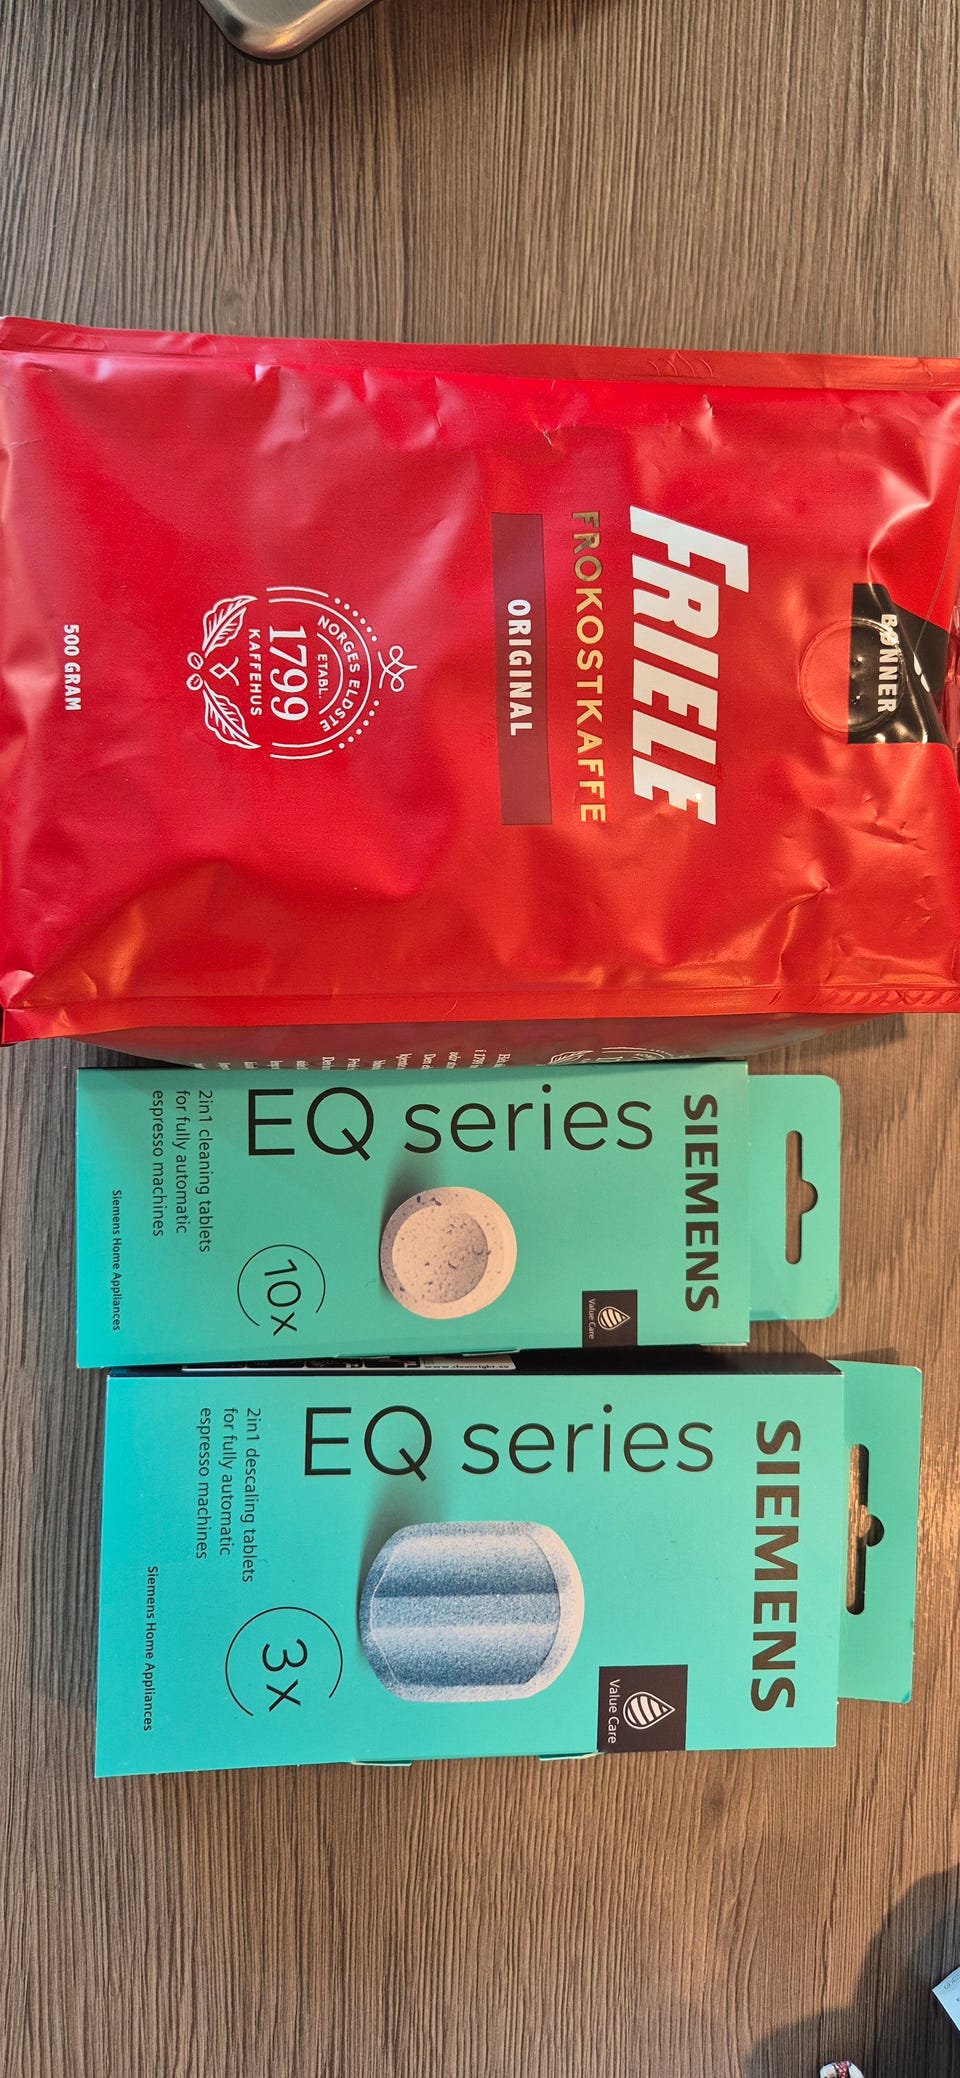 BØNNER
FRIELE
FROKOSTKAFFE
ORIGINAL
NORGES ELDSTE
ETABL.
1799
KAFFEHUS
500 GRAM
SIEMENS
Value Care
EQ series
10x
2in1 cleaning tablets
for fully automatic
espresso machines
Siemens Home Appliances
SIEMENS
Value Care
EQ series
3x
2in1 descaling tablets
for fully automatic
espresso machines
Siemens Home Appliances